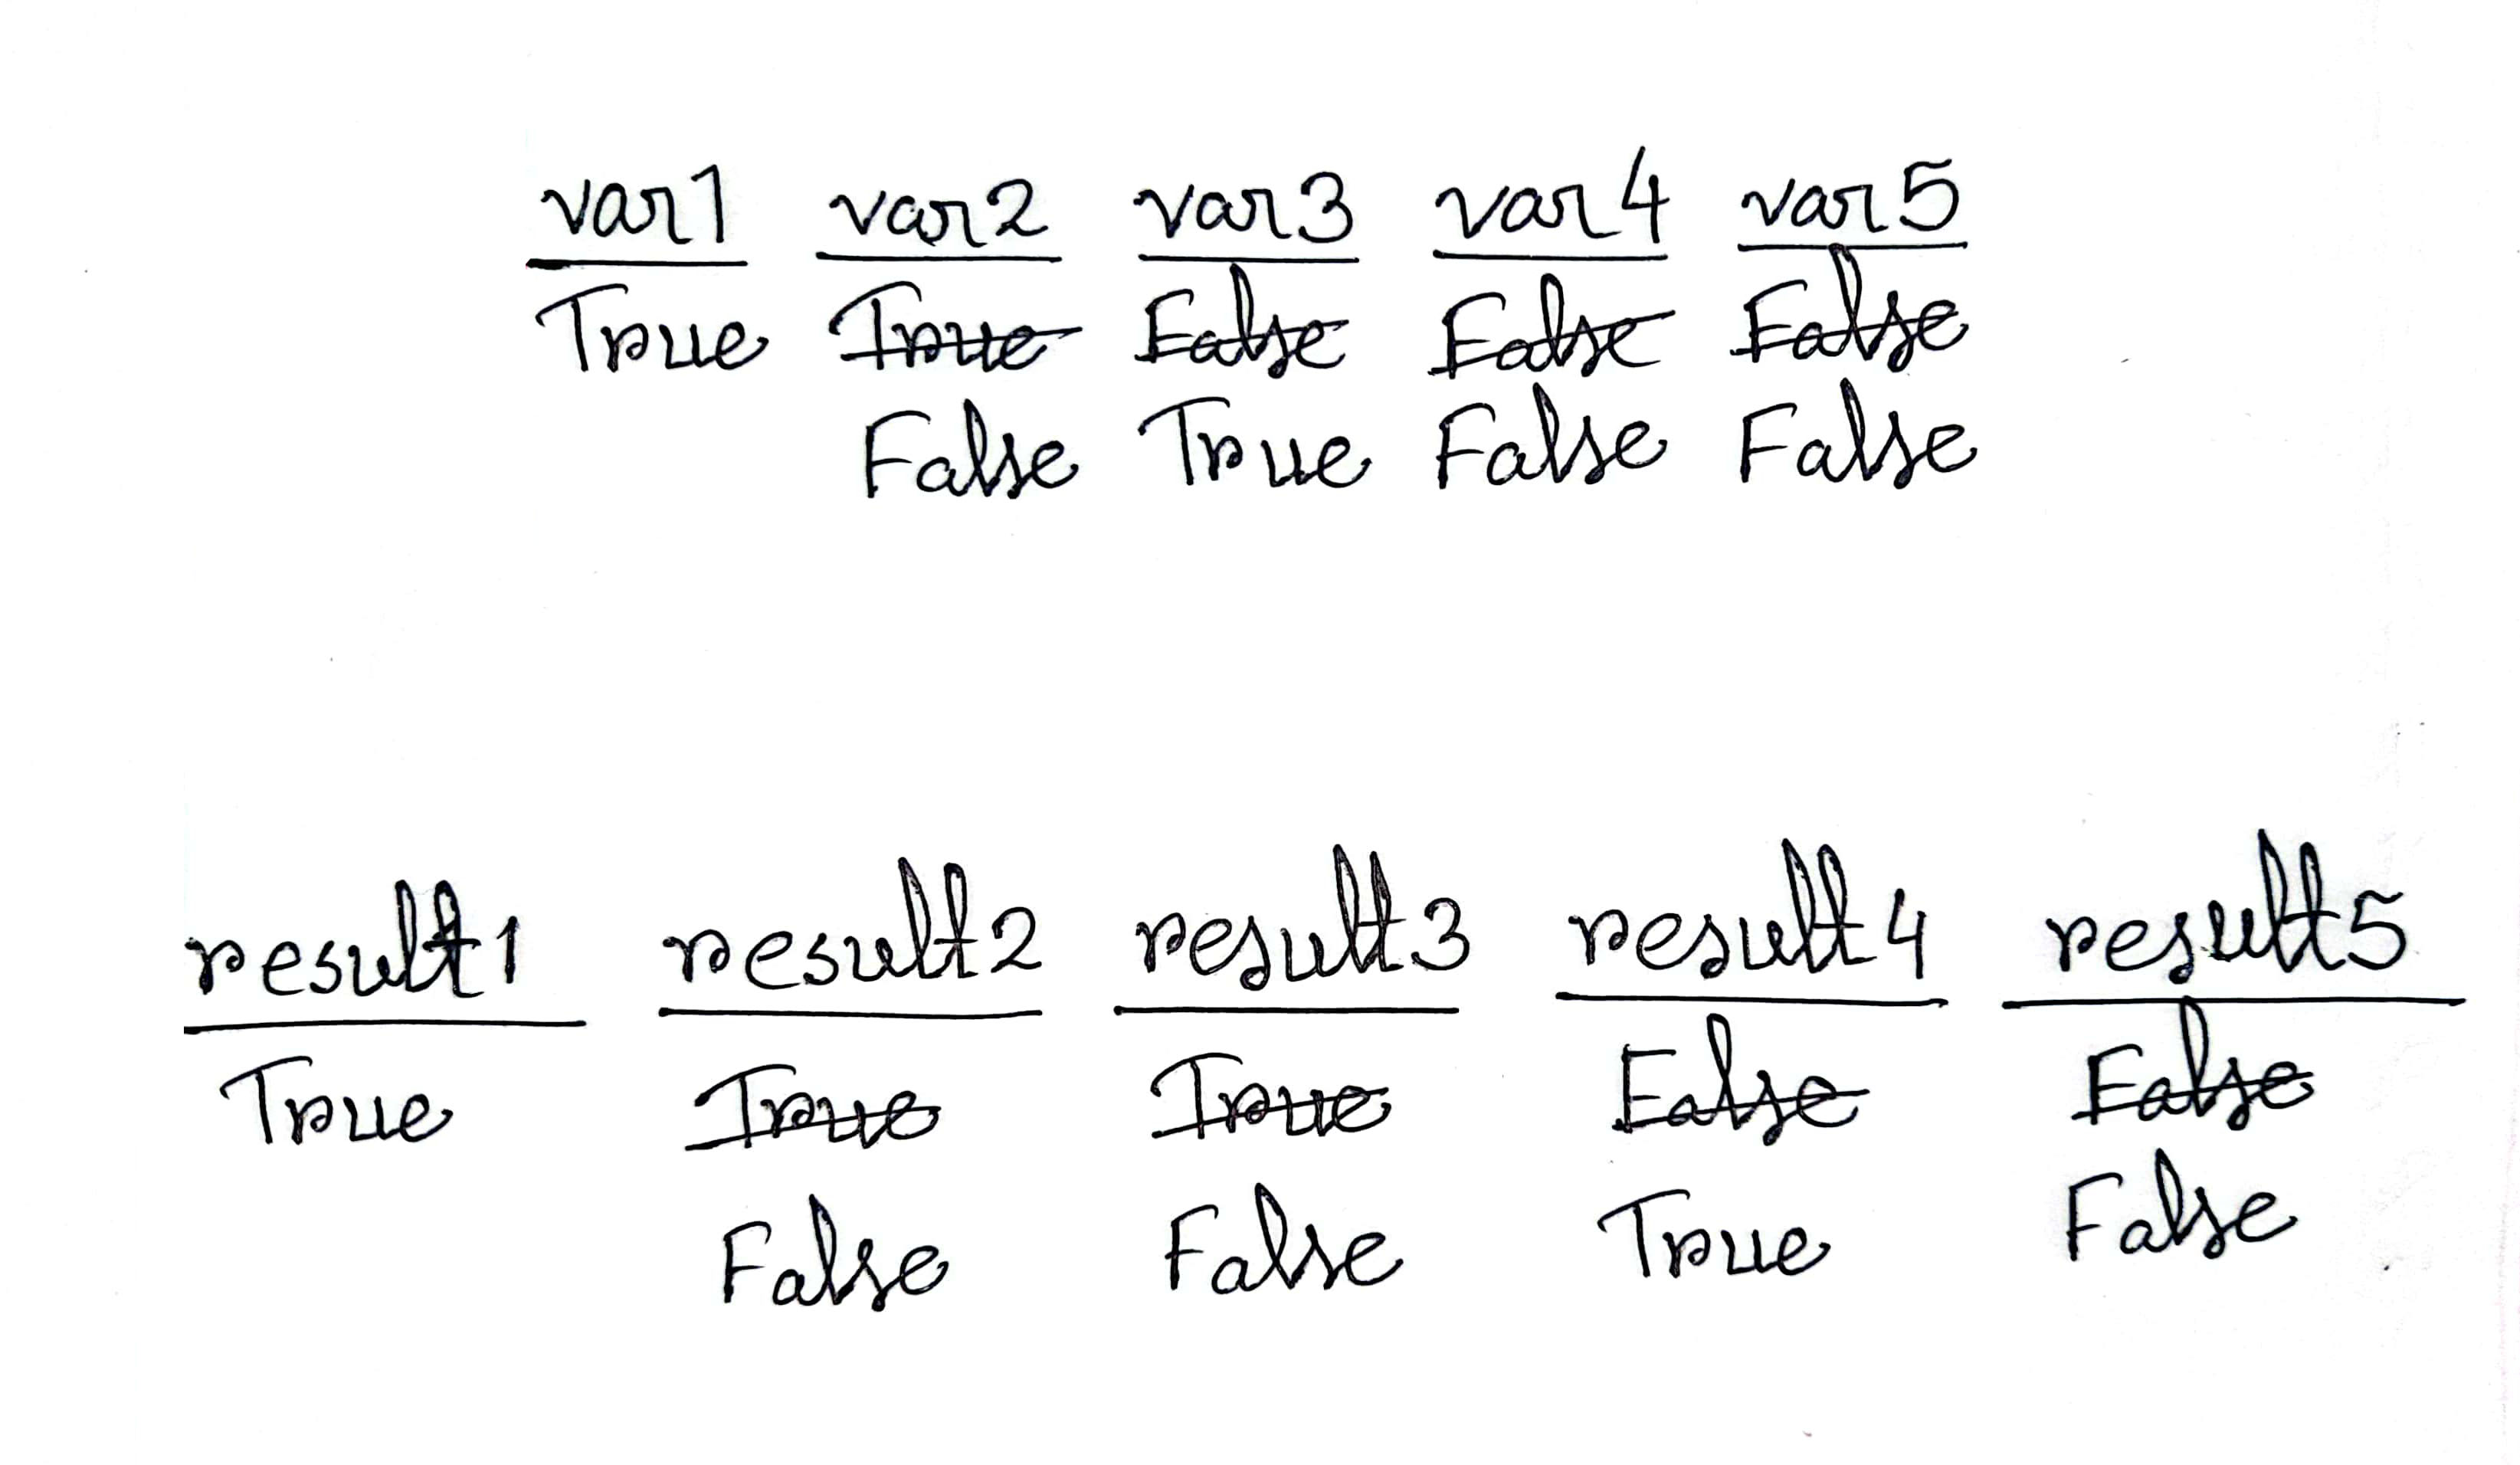 var1 var2 var3 var4 var5
True True False False False
False True False False
result1 result2 result3 result4 result5
True True True False False
False False True False